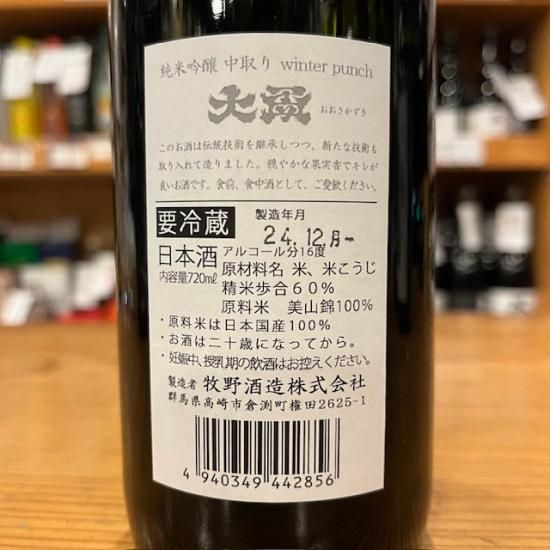 純米吟醸 中取り winter punch
大盃
おおさかずき
このお酒は伝統技術を継承しつつ、新たな技術も
取り入れて造りました。穏やかな果実香でキレが
良いお酒です。食前、食中酒として、ご愛飲ください。
要冷蔵
製造年月
24.12月
日本酒
内容量720㎖
アルコール分16度
原材料名 米、米こうじ
精米歩合60%
原料米 美山錦100%
・原料米は日本国産100%
・お酒は二十歳になってから。
・妊娠中、授乳期の飲酒はお控えください。
製造者 牧野酒造株式会社
群馬県高崎市倉渕町権田2625-1
4 940349 442856